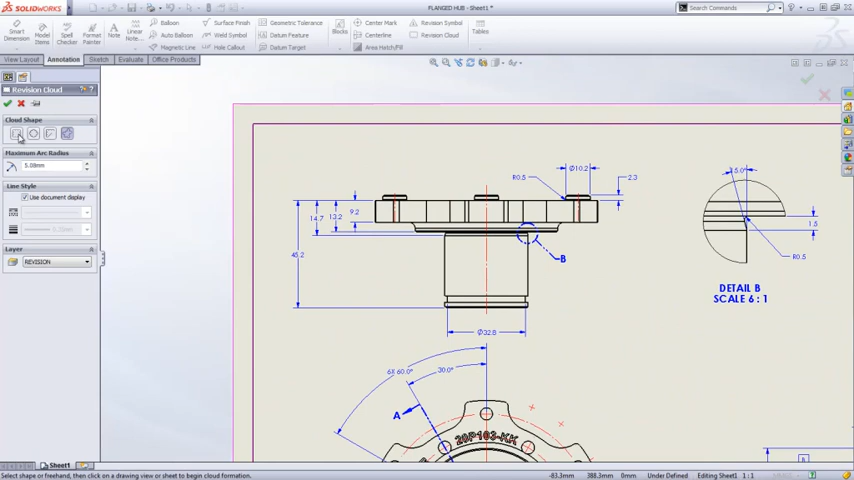 SOLIDWORKS
FLANGED HUB - Sheet1 *
Search Commands
Smart Dimension
Model Items
Spell Checker
Format Painter
Note
Linear Note...
Balloon
Auto Balloon
Magnetic Line
Surface Finish
Weld Symbol
Hole Callout
Geometric Tolerance
Datum Feature
Datum Target
Blocks
Center Mark
Centerline
Area Hatch/Fill
Revision Symbol
Revision Cloud
Tables
View Layout
Annotation
Sketch
Evaluate
Office Products
Revision Cloud
Cloud Shape
Maximum Arc Radius
5.08mm
Line Style
Use document display
Layer
REVISION
Ø10.2
R0.5
2.3
9.2
13.2
14.7
45.2
B
Ø32.8
6X 60.0°
30.0°
A
20P103-KK
1.5
R0.5
DETAIL B
SCALE 6 : 1
B
Sheet1
Select shape or freehand, then click on a drawing view or sheet to begin cloud formation.
-83.3mm
388.3mm
0mm
Under Defined
Editing Sheet1
1 : 1